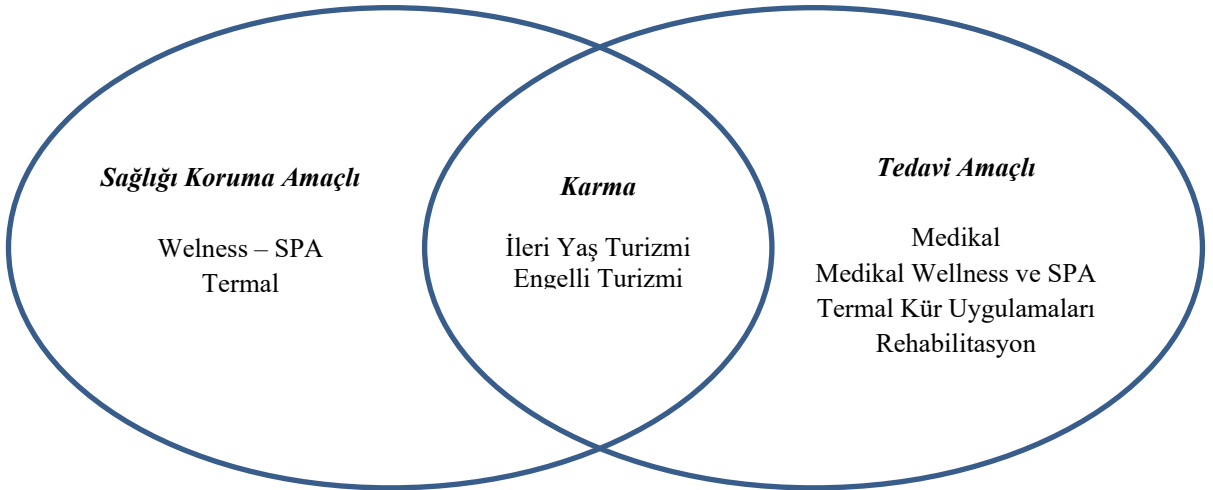 Sağlığı Koruma Amaçlı
Welness – SPA
Termal
Karma
İleri Yaş Turizmi
Engelli Turizmi
Tedavi Amaçlı
Medikal
Medikal Wellness ve SPA
Termal Kür Uygulamaları
Rehabilitasyon